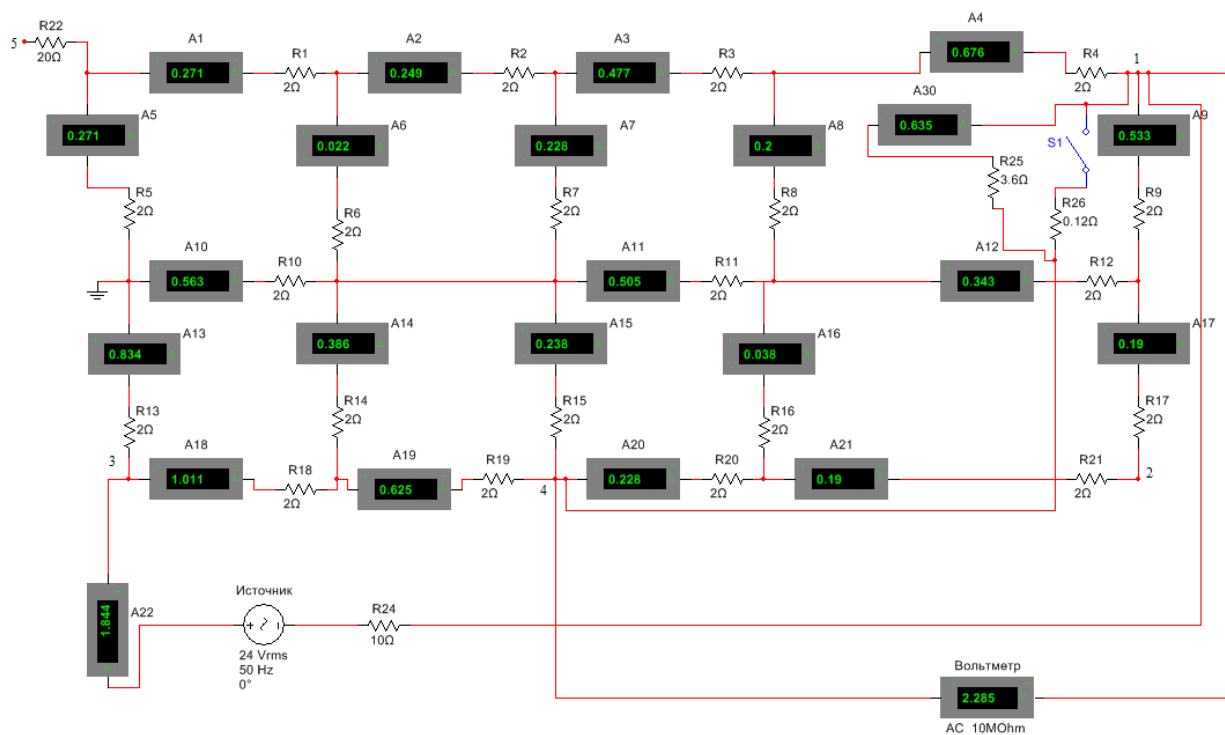 R22
5
20Ω
A1
0.271
R1
2Ω
A2
0.249
R2
2Ω
A3
0.477
R3
2Ω
A4
0.676
R4
2Ω
1
A5
0.271
A6
0.022
A7
0.228
A8
0.2
A30
0.635
S1
A9
0.533
R25
3.6Ω
R26
0.12Ω
R5
2Ω
R6
2Ω
R7
2Ω
R8
2Ω
R9
2Ω
A10
0.563
R10
2Ω
A11
0.505
R11
2Ω
A12
0.343
R12
2Ω
A13
0.834
A14
0.386
A15
0.238
A16
0.038
A17
0.19
R13
2Ω
R14
2Ω
R15
2Ω
R16
2Ω
R17
2Ω
3
A18
1.011
R18
2Ω
A19
0.625
R19
2Ω
4
A20
0.228
R20
2Ω
A21
0.19
R21
2Ω
2
A22
1.844
Источник
24 Vrms
50 Hz
0°
R24
10Ω
Вольтметр
2.285
AC 10MOhm